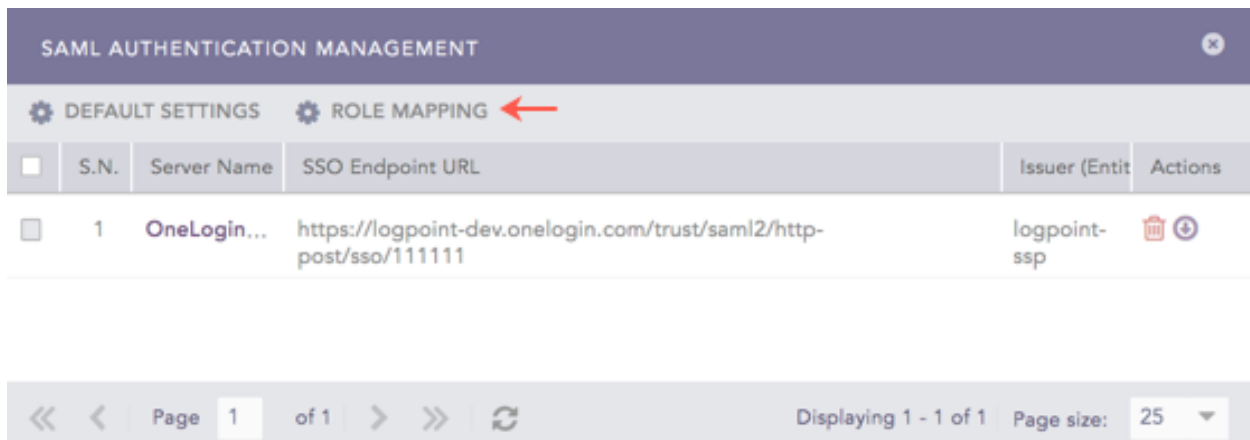 SAML AUTHENTICATION MANAGEMENT
DEFAULT SETTINGS ROLE MAPPING
S.N. Server Name SSO Endpoint URL Issuer (Entit Actions
1 OneLogin... https://logpoint-dev.onelogin.com/trust/saml2/http- logpoint-
post/sso/111111 ssp
Page 1 of 1 Displaying 1 - 1 of 1 Page size: 25